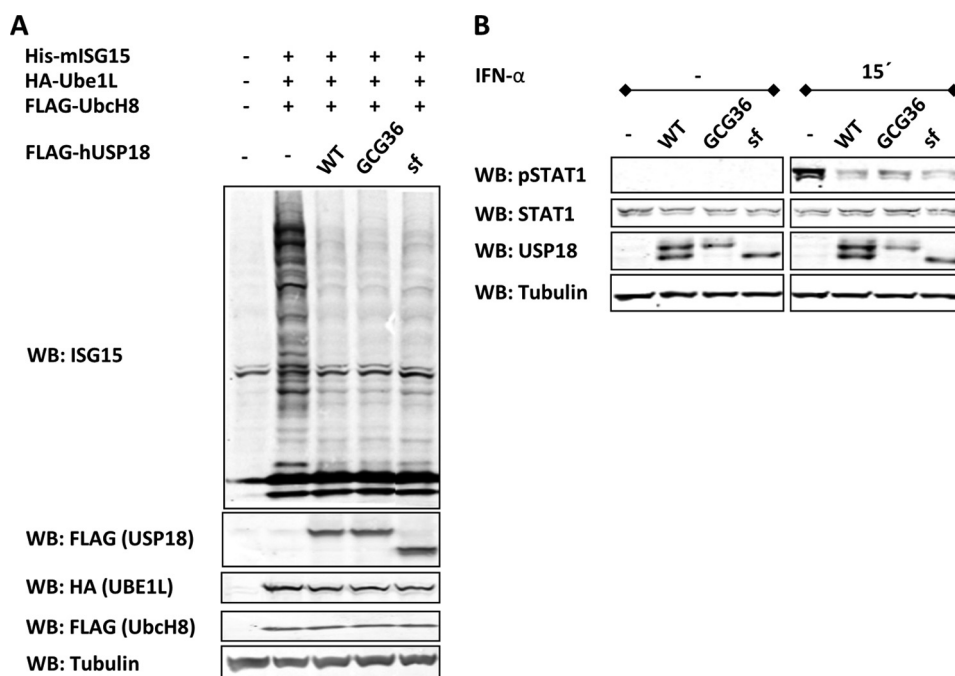 A
His-mISG15 - + + + +
HA-Ube1L - + + + +
FLAG-UbcH8 - + + + +
FLAG-hUSP18 - - WT GCG36 sf
WB: ISG15
WB: FLAG (USP18)
WB: HA (UBE1L)
WB: FLAG (UbcH8)
WB: Tubulin
B
IFN-α - 15´
- WT GCG36 sf - WT GCG36 sf
WB: pSTAT1
WB: STAT1
WB: USP18
WB: Tubulin